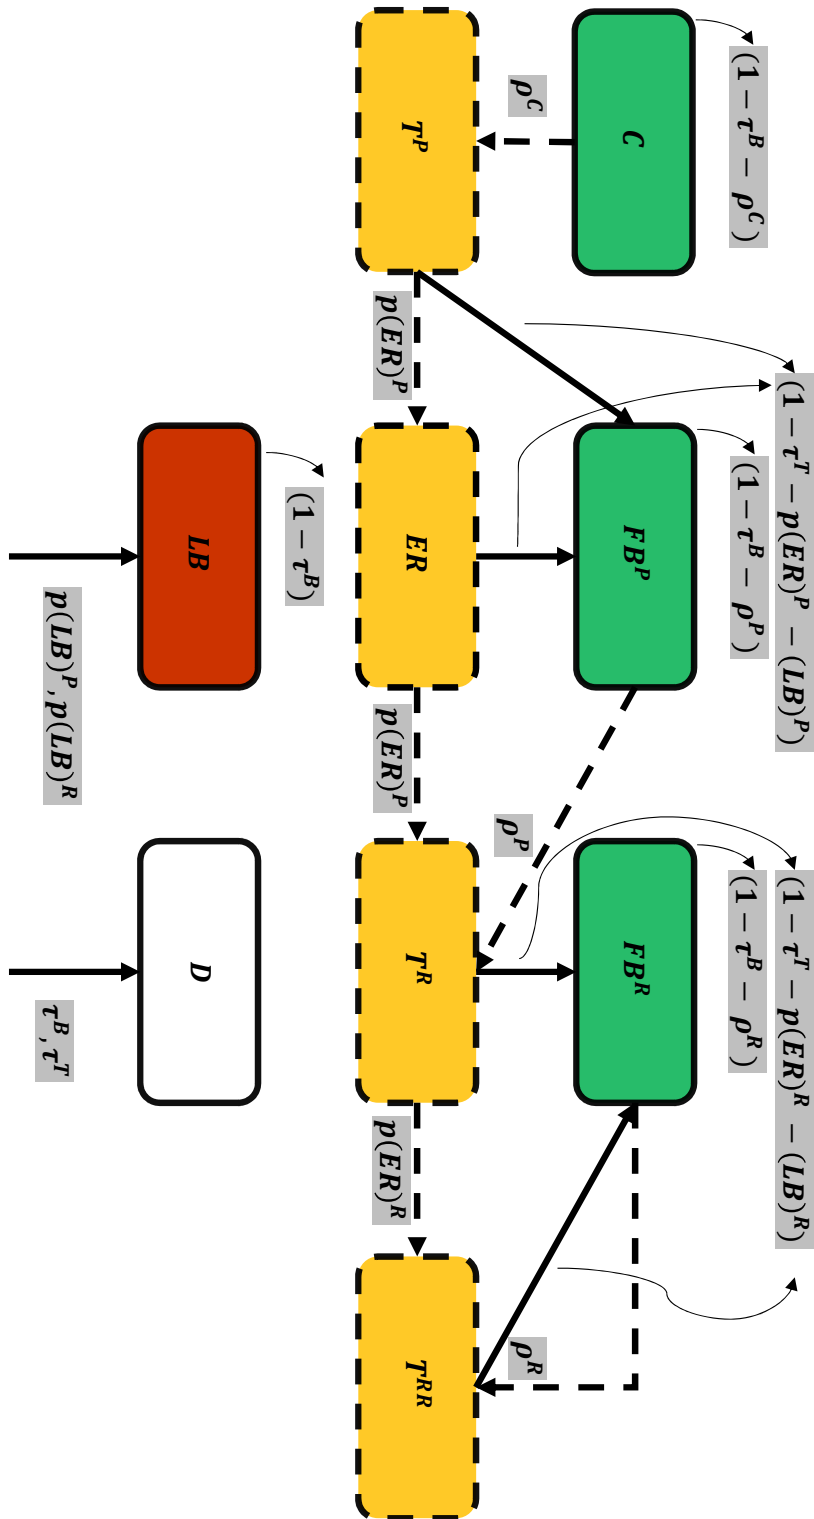 (1 − τ^T − p(ER)^P − (LB)^P)
(1 − τ^T − p(ER)^R − (LB)^R)
(1 − τ^B − ρ^C)
(1 − τ^B − ρ^P)
(1 − τ^B − ρ^R)
C
FB^P
FB^R
ρ^C
ρ^P
ρ^R
T^P
ER
T^R
T^RR
p(ER)^P
p(ER)^P
p(ER)^R
(1 − τ^B)
LB
D
p(LB)^P, p(LB)^R
τ^B, τ^T